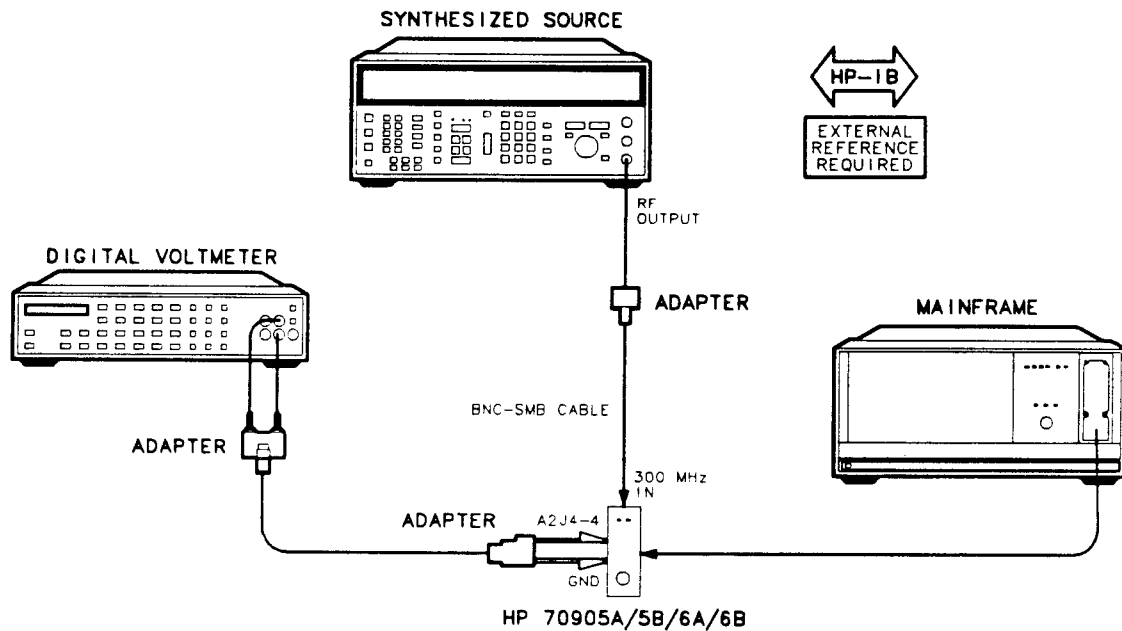 SYNTHESIZED SOURCE
HP-IB
EXTERNAL
REFERENCE
REQUIRED
RF
OUTPUT
DIGITAL VOLTMETER
ADAPTER
MAINFRAME
BNC-SMB CABLE
ADAPTER
300 MHz
IN
ADAPTER
A2J4-4
GND
HP 70905A/5B/6A/6B